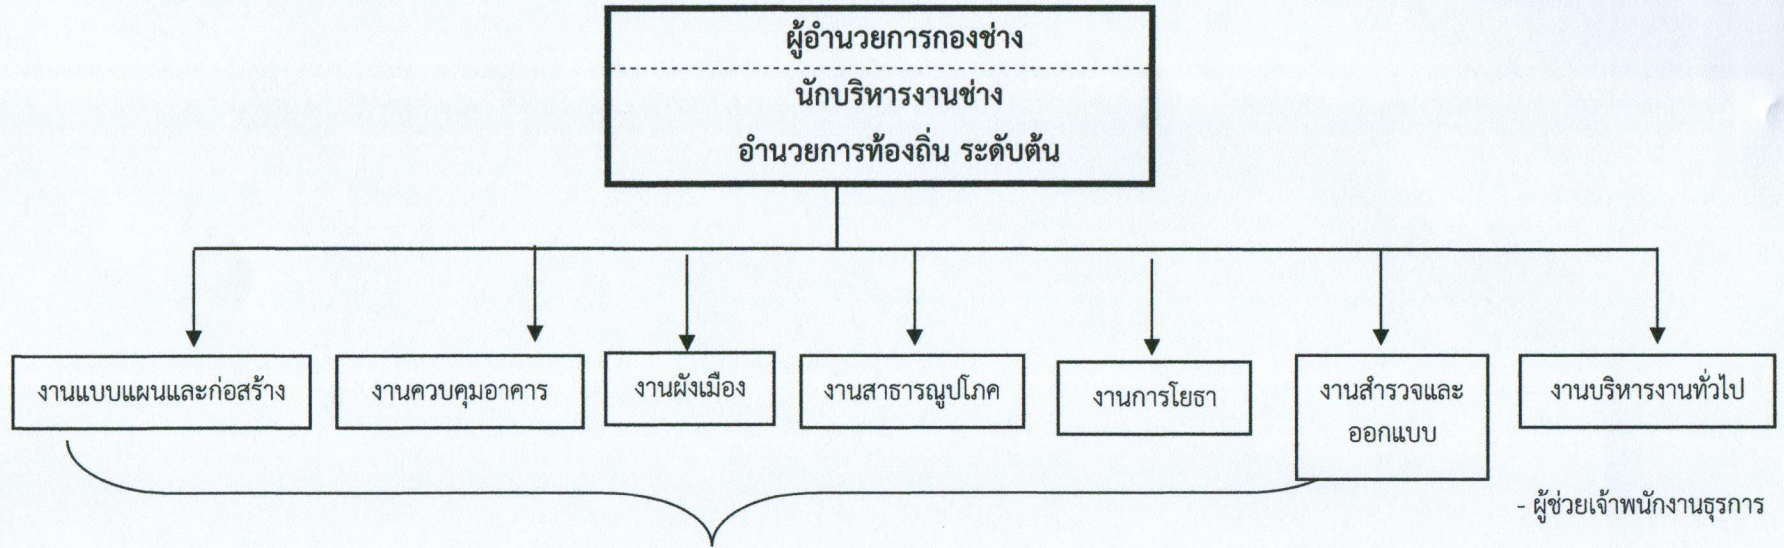 ผู้อำนวยการกองช่าง
นักบริหารงานช่าง
อำนวยการท้องถิ่น ระดับต้น
งานแบบแผนและก่อสร้าง
งานควบคุมอาคาร
งานผังเมือง
งานสาธารณูปโภค
งานการโยธา
งานสำรวจและ
ออกแบบ
งานบริหารงานทั่วไป
- ผู้ช่วยเจ้าพนักงานธุรการ